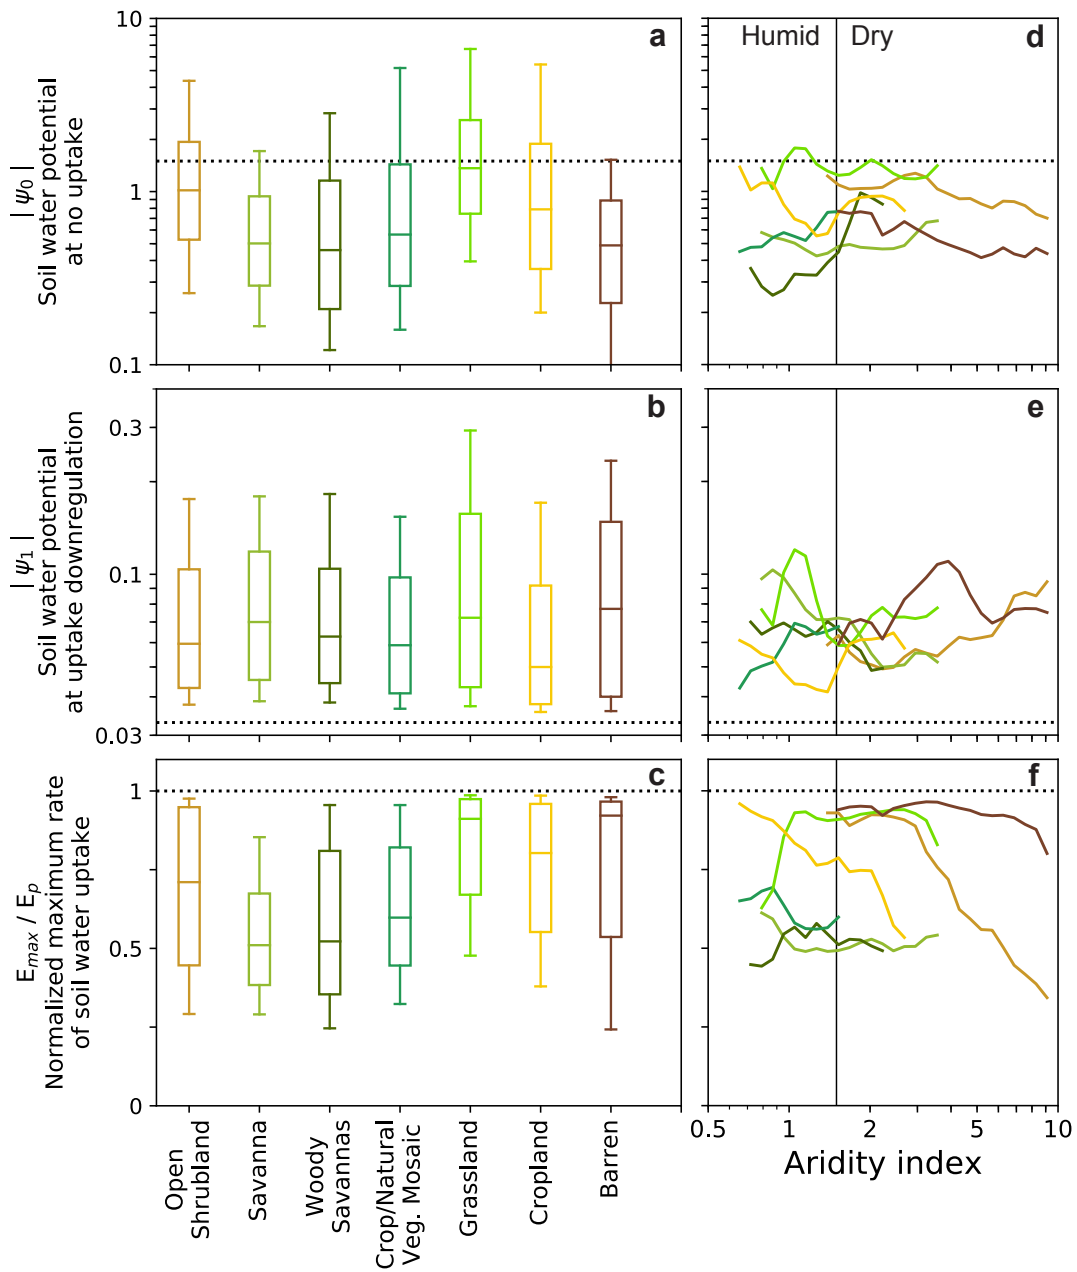 10
1
0.1
|ψ0|
Soil water potential
at no uptake
a
Humid
Dry
d
0.3
0.1
0.03
|ψ1|
Soil water potential
at uptake downregulation
b
e
1
0.5
0
Emax / Ep
Normalized maximum rate
of soil water uptake
c
f
Open
Shrubland
Savanna
Woody
Savannas
Crop/Natural
Veg. Mosaic
Grassland
Cropland
Barren
0.5 1 2 5 10
Aridity index